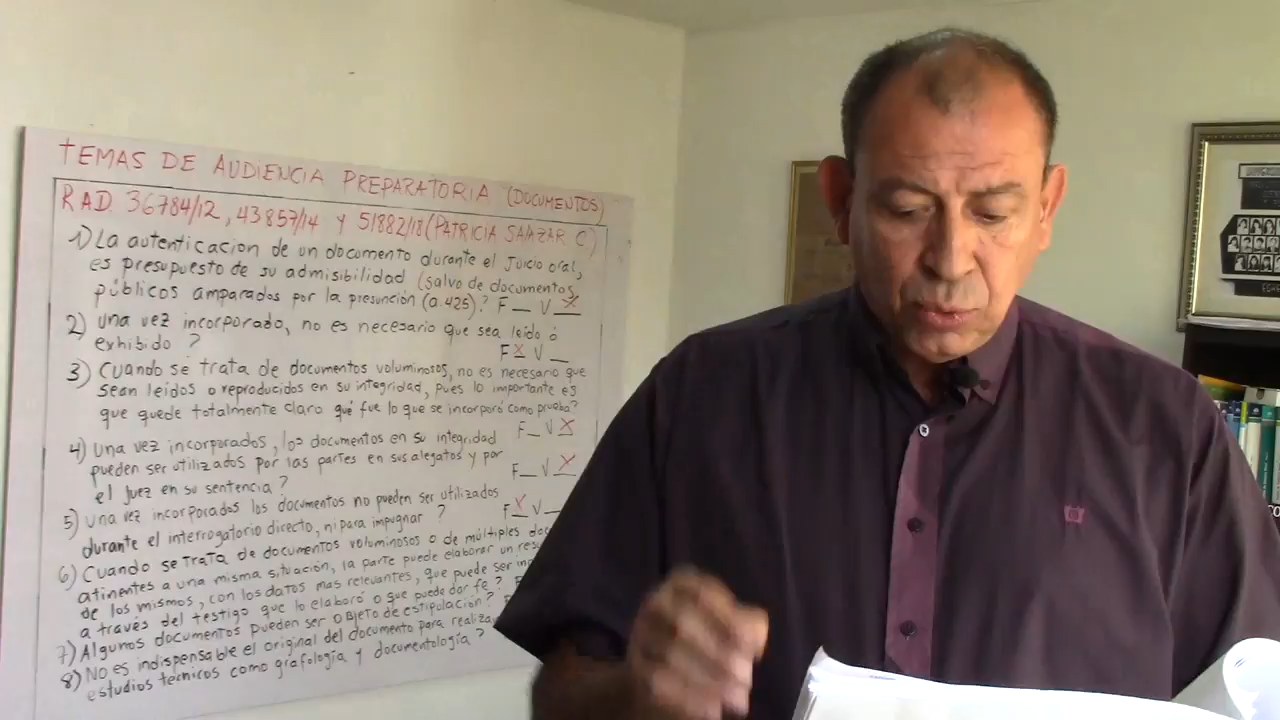 TEMAS DE AUDIENCIA PREPARATORIA (DOCUMENTOS)
RAD. 36784/12, 43857/14 Y 51882/18 (PATRICIA SALAZAR C)
1) La autenticacion de un documento durante el juicio oral,
es presupuesto de su admisibilidad (salvo de documentos
públicos amparados por la presunción (a.425)? F__ V X
2) Una vez incorporado, no es necesario que sea leído ó
exhibido? F X V __
3) Cuando se trata de documentos voluminosos, no es necesario que
sean leídos o reproducidos en su integridad, pues lo importante es
que quede totalmente claro qué fue lo que se incorporó como prueba?
F__ V X
4) Una vez incorporados, los documentos en su integridad
pueden ser utilizados por las partes en sus alegatos y por
el Juez en su sentencia? F__ V X
5) Una vez incorporados los documentos no pueden ser utilizados
durante el interrogatorio directo, ni para impugnar? F X V __
6) Cuando se trata de documentos voluminosos o de múltiples doc
atinentes a una misma situación, la parte puede elaborar un res
de los mismos, con los datos mas relevantes, que puede ser in
a través del testigo que lo elaboró o que pueda dar fe?
7) Algunos documentos pueden ser objeto de estipulación?
8) No es indispensable el original del documento para realiza
estudios técnicos como grafología y documentología?